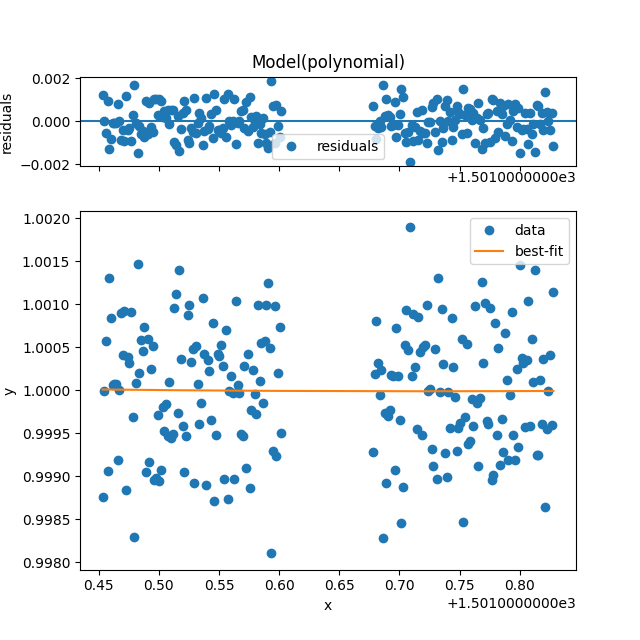 Model(polynomial)
0.002
0.000
−0.002
residuals
residuals
+1.5010000000e3
1.0020
1.0015
1.0010
1.0005
1.0000
0.9995
0.9990
0.9985
0.9980
y
data
best-fit
0.45 0.50 0.55 0.60 0.65 0.70 0.75 0.80
x
+1.5010000000e3